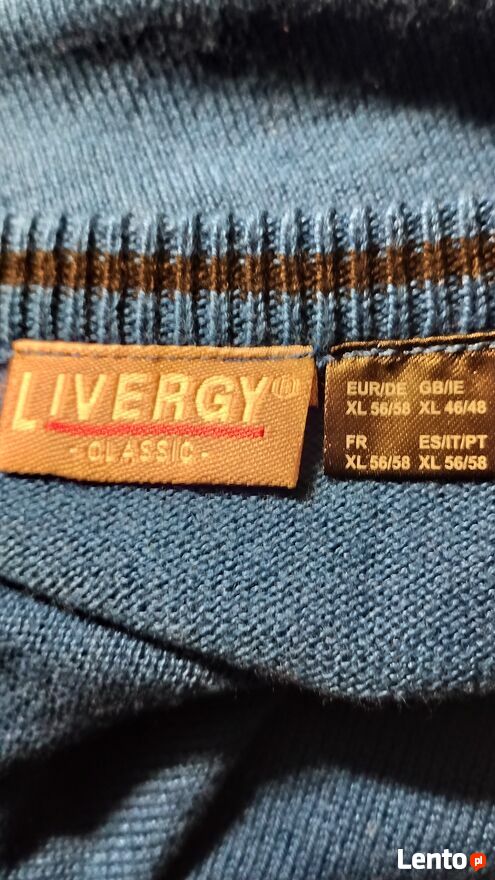 LIVERGY®
- CLASSIC -
EUR/DE GB/IE
XL 56/58 XL 46/48
FR ES/IT/PT
XL 56/58 XL 56/58
Lento.pl